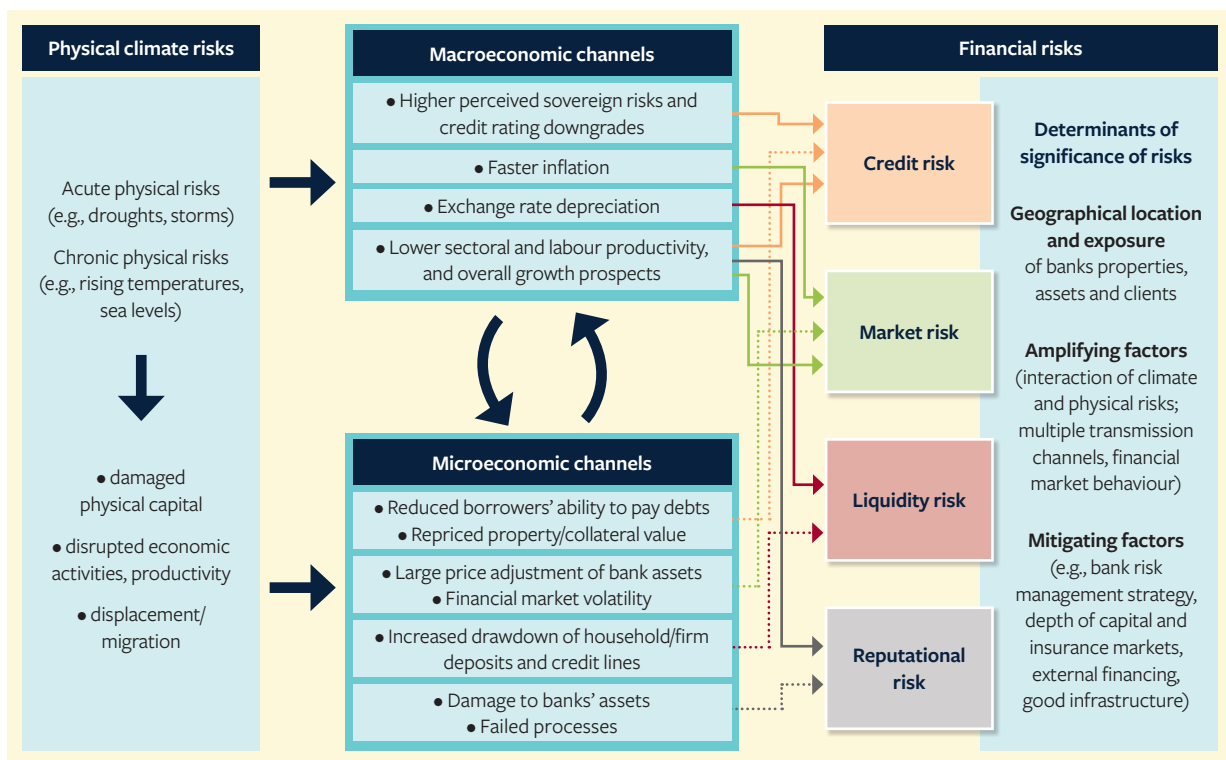 Physical climate risks
Acute physical risks
(e.g., droughts, storms)
Chronic physical risks
(e.g., rising temperatures,
sea levels)
● damaged
physical capital
● disrupted economic
activities, productivity
● displacement/
migration
Macroeconomic channels
● Higher perceived sovereign risks and
credit rating downgrades
● Faster inflation
● Exchange rate depreciation
● Lower sectoral and labour productivity,
and overall growth prospects
Microeconomic channels
● Reduced borrowers’ ability to pay debts
● Repriced property/collateral value
● Large price adjustment of bank assets
● Financial market volatility
● Increased drawdown of household/firm
deposits and credit lines
● Damage to banks’ assets
● Failed processes
Financial risks
Credit risk
Market risk
Liquidity risk
Reputational
risk
Determinants of
significance of risks
Geographical location
and exposure
of banks properties,
assets and clients
Amplifying factors
(interaction of climate
and physical risks;
multiple transmission
channels, financial
market behaviour)
Mitigating factors
(e.g., bank risk
management strategy,
depth of capital and
insurance markets,
external financing,
good infrastructure)